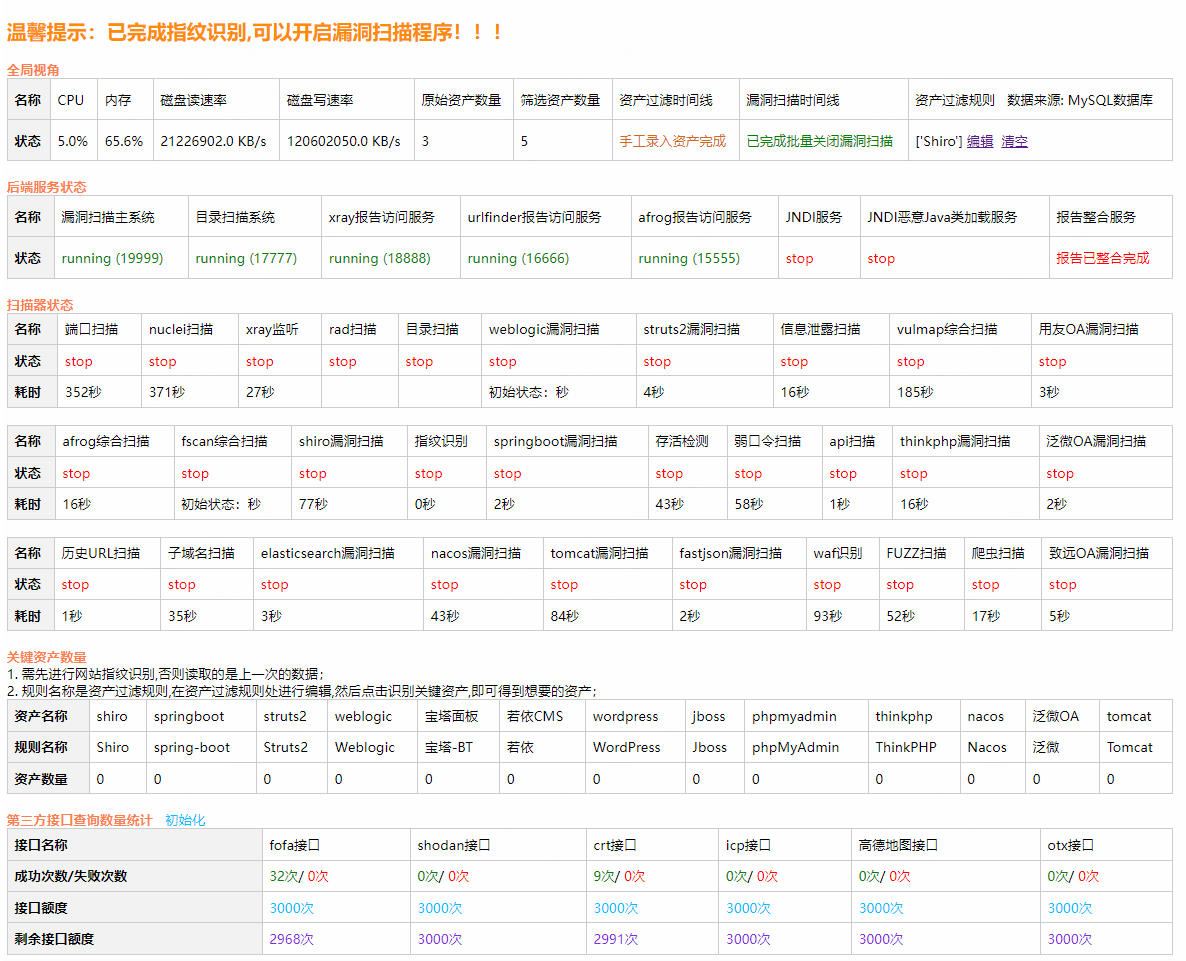 温馨提示：已完成指纹识别,可以开启漏洞扫描程序！！！
全局视角
名称 CPU 内存 磁盘读速率 磁盘写速率 原始资产数量 筛选资产数量 资产过滤时间线 漏洞扫描时间线 资产过滤规则 数据来源: MySQL数据库
状态 5.0% 65.6% 21226902.0 KB/s 120602050.0 KB/s 3 5 手工录入资产完成 已完成批量关闭漏洞扫描 ['Shiro'] 编辑 清空
后端服务状态
名称 漏洞扫描主系统 目录扫描系统 xray报告访问服务 urlfinder报告访问服务 afrog报告访问服务 JNDI服务 JNDI恶意Java类加载服务 报告整合服务
状态 running (19999) running (17777) running (18888) running (16666) running (15555) stop stop 报告已整合完成
扫描器状态
名称 端口扫描 nuclei扫描 xray监听 rad扫描 目录扫描 weblogic漏洞扫描 struts2漏洞扫描 信息泄露扫描 vulmap综合扫描 用友OA漏洞扫描
状态 stop stop stop stop stop stop stop stop stop stop
耗时 352秒 371秒 27秒 初始状态：秒 4秒 16秒 185秒 3秒
名称 afrog综合扫描 fscan综合扫描 shiro漏洞扫描 指纹识别 springboot漏洞扫描 存活检测 弱口令扫描 api扫描 thinkphp漏洞扫描 泛微OA漏洞扫描
状态 stop stop stop stop stop stop stop stop stop stop
耗时 16秒 初始状态：秒 77秒 0秒 2秒 43秒 58秒 1秒 16秒 2秒
名称 历史URL扫描 子域名扫描 elasticsearch漏洞扫描 nacos漏洞扫描 tomcat漏洞扫描 fastjson漏洞扫描 waf识别 FUZZ扫描 爬虫扫描 致远OA漏洞扫描
状态 stop stop stop stop stop stop stop stop stop stop
耗时 1秒 35秒 3秒 43秒 84秒 2秒 93秒 52秒 17秒 5秒
关键资产数量
1. 需先进行网站指纹识别,否则读取的是上一次的数据；
2. 规则名称是资产过滤规则,在资产过滤规则处进行编辑,然后点击识别关键资产,即可得到想要的资产；
资产名称 shiro springboot struts2 weblogic 宝塔面板 若依CMS wordpress jboss phpmyadmin thinkphp nacos 泛微OA tomcat
规则名称 Shiro spring-boot Struts2 Weblogic 宝塔-BT 若依 WordPress Jboss phpMyAdmin ThinkPHP Nacos 泛微 Tomcat
资产数量 0 0 0 0 0 0 0 0 0 0 0 0 0
第三方接口查询数量统计 初始化
接口名称 fofa接口 shodan接口 crt接口 icp接口 高德地图接口 otx接口
成功次数/失败次数 32次/ 0次 0次/ 0次 9次/ 0次 0次/ 0次 0次/ 0次 0次/ 0次
接口额度 3000次 3000次 3000次 3000次 3000次 3000次
剩余接口额度 2968次 3000次 2991次 3000次 3000次 3000次